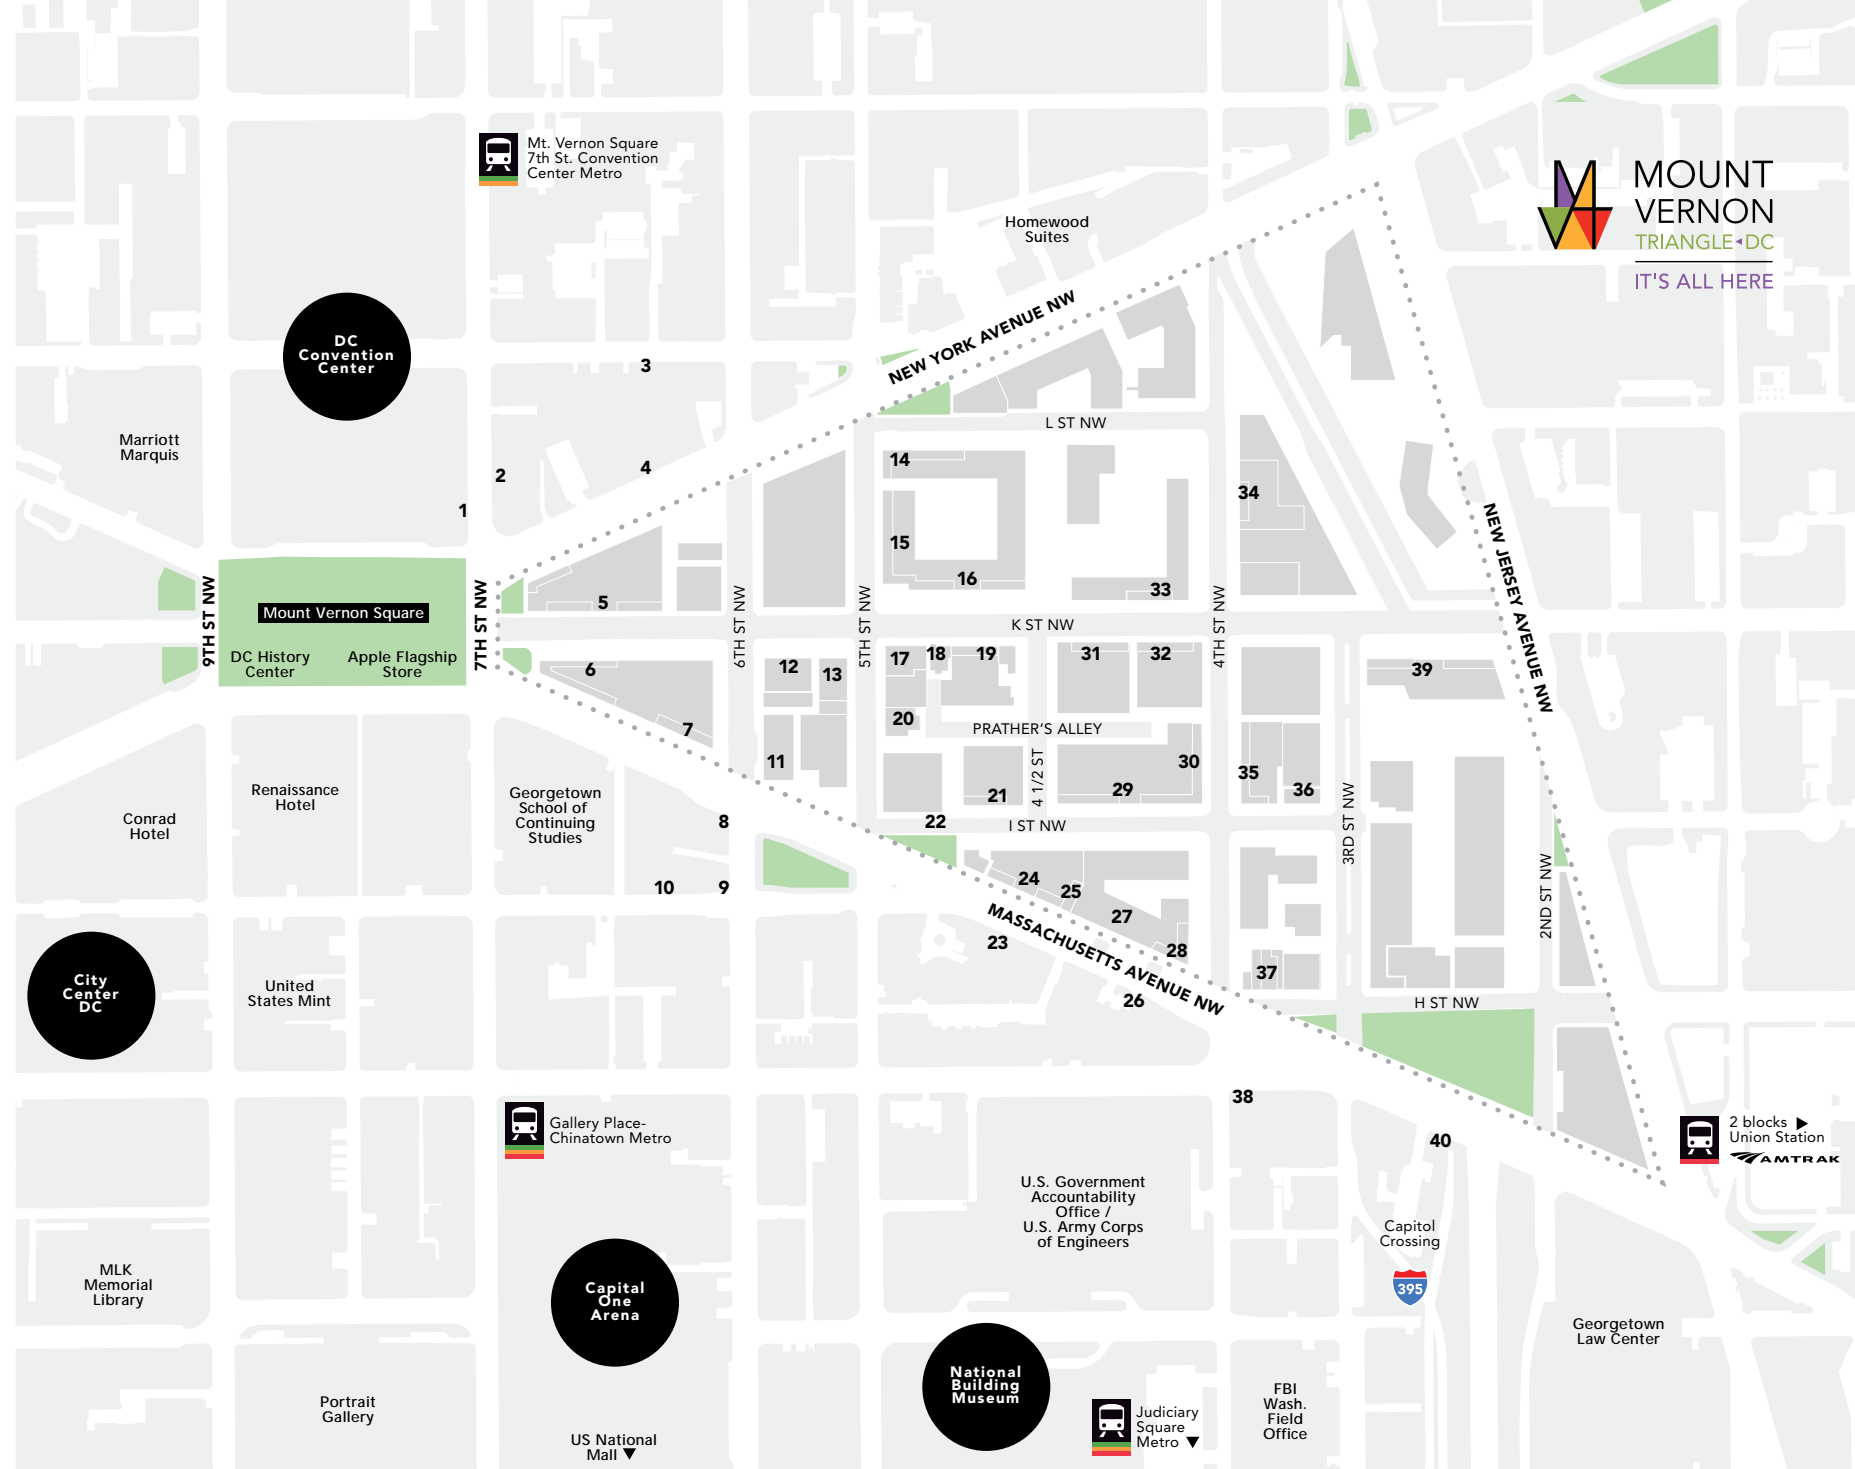 Mt. Vernon Square
7th St. Convention
Center Metro
MOUNT
VERNON
TRIANGLE DC
IT'S ALL HERE
Homewood
Suites
NEW YORK AVENUE NW
DC
Convention
Center
3
L ST NW
Marriott
Marquis
14
4
2
34
1
NEW JERSEY AVENUE NW
15
16
33
5
9TH ST NW
Mount Vernon Square
7TH ST NW
6TH ST NW
5TH ST NW
K ST NW
4TH ST NW
DC History
Center
Apple Flagship
Store
6
12
13
17
18
19
31
32
39
20
7
PRATHER'S ALLEY
11
30
35
36
21
4 1/2 ST
29
Renaissance
Hotel
Georgetown
School of
Continuing
Studies
Conrad
Hotel
8
22
I ST NW
3RD ST NW
10
9
24
25
2ND ST NW
27
MASSACHUSETTS AVENUE NW
23
28
37
26
H ST NW
City
Center
DC
United
States Mint
38
40
Gallery Place-
Chinatown Metro
2 blocks
Union Station
AMTRAK
U.S. Government
Accountability
Office /
U.S. Army Corps
of Engineers
Capitol
Crossing
395
MLK
Memorial
Library
Capital
One
Arena
Georgetown
Law Center
National
Building
Museum
Portrait
Gallery
FBI
Wash.
Field
Office
Judiciary
Square
Metro
US National
Mall